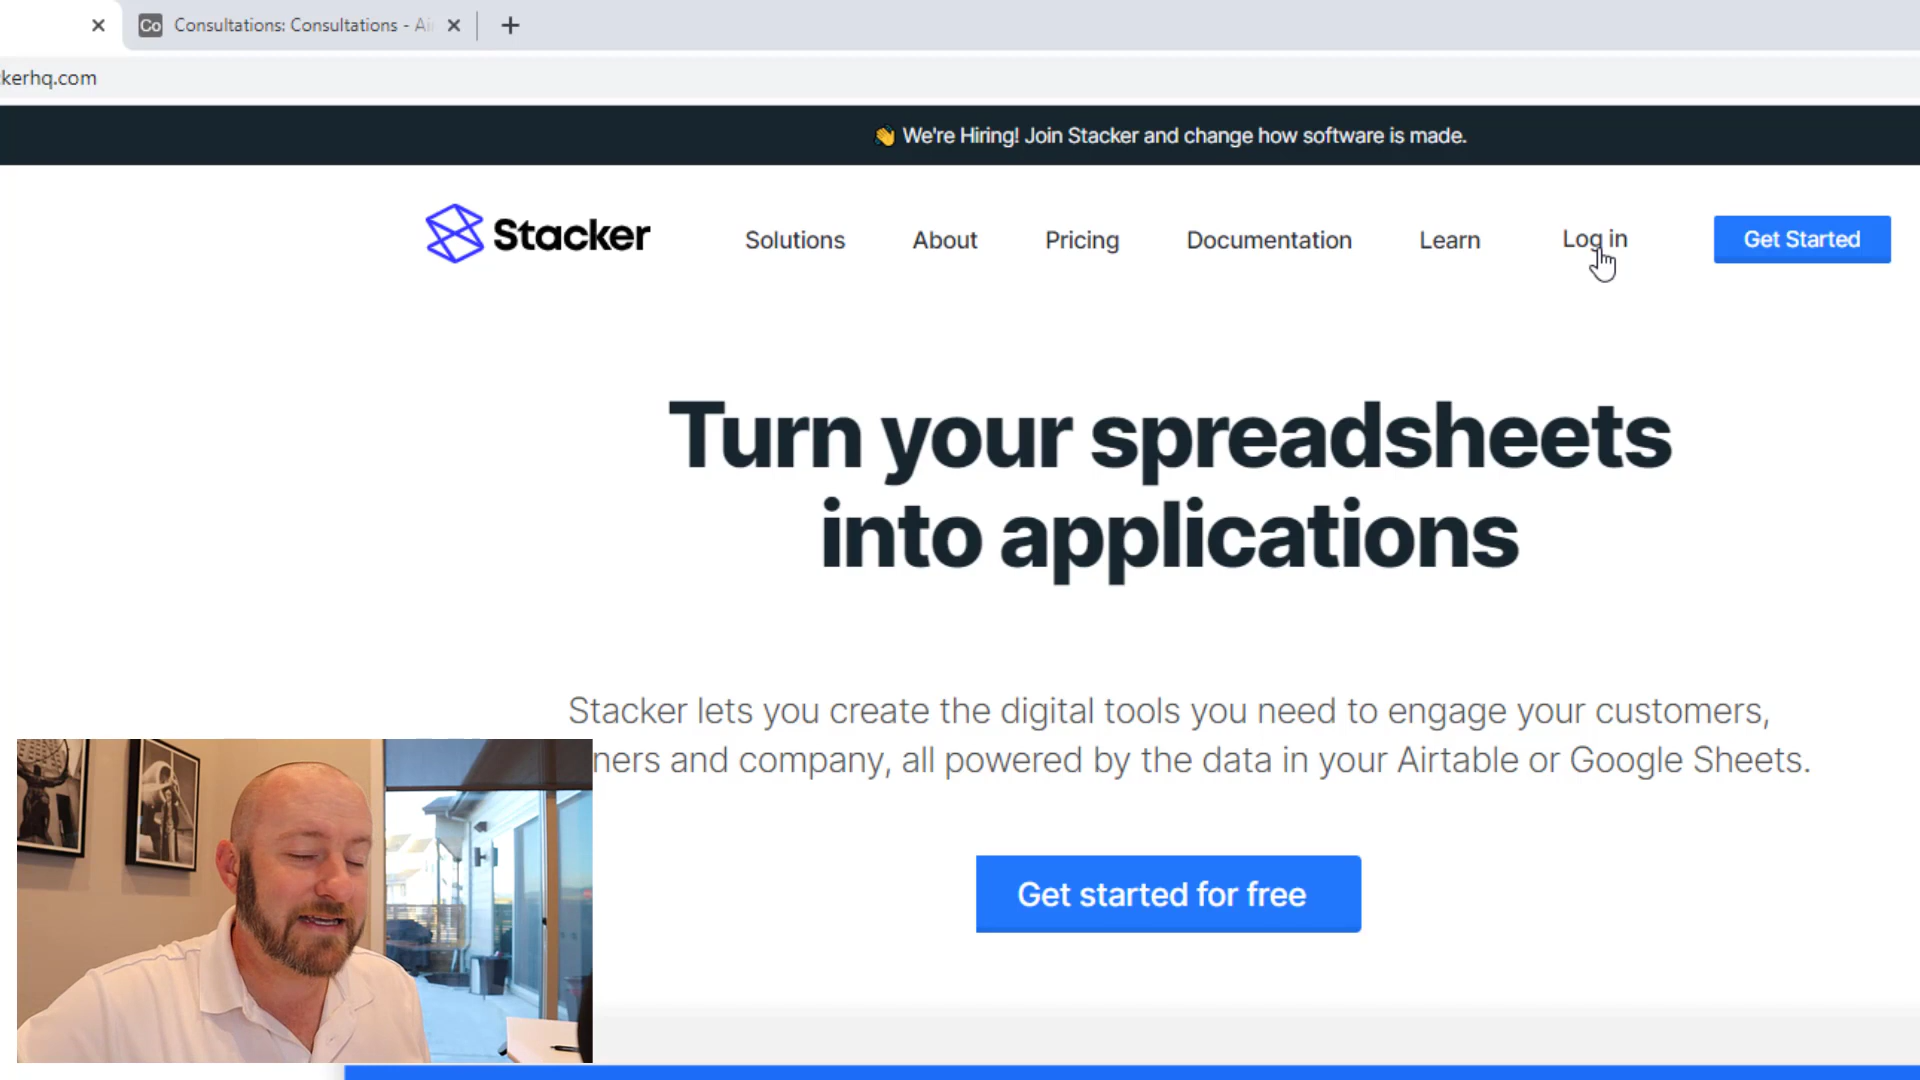 Co Consultations: Consultations - Ai
kerhq.com
👋 We're Hiring! Join Stacker and change how software is made.
Stacker
Solutions
About
Pricing
Documentation
Learn
Log in
Get Started
Turn your spreadsheets
into applications
Stacker lets you create the digital tools you need to engage your customers,
ners and company, all powered by the data in your Airtable or Google Sheets.
Get started for free